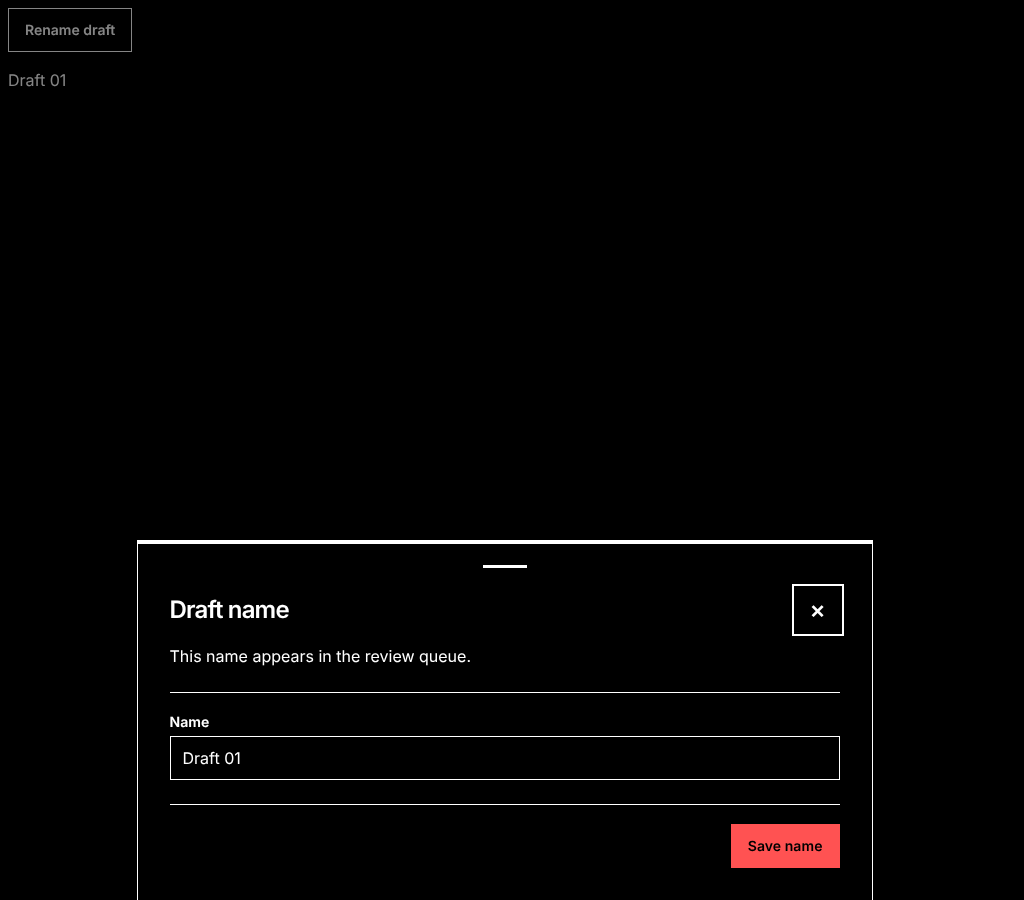 Rename draft
Draft 01
Draft name
×
This name appears in the review queue.
Name
Draft 01
Save name